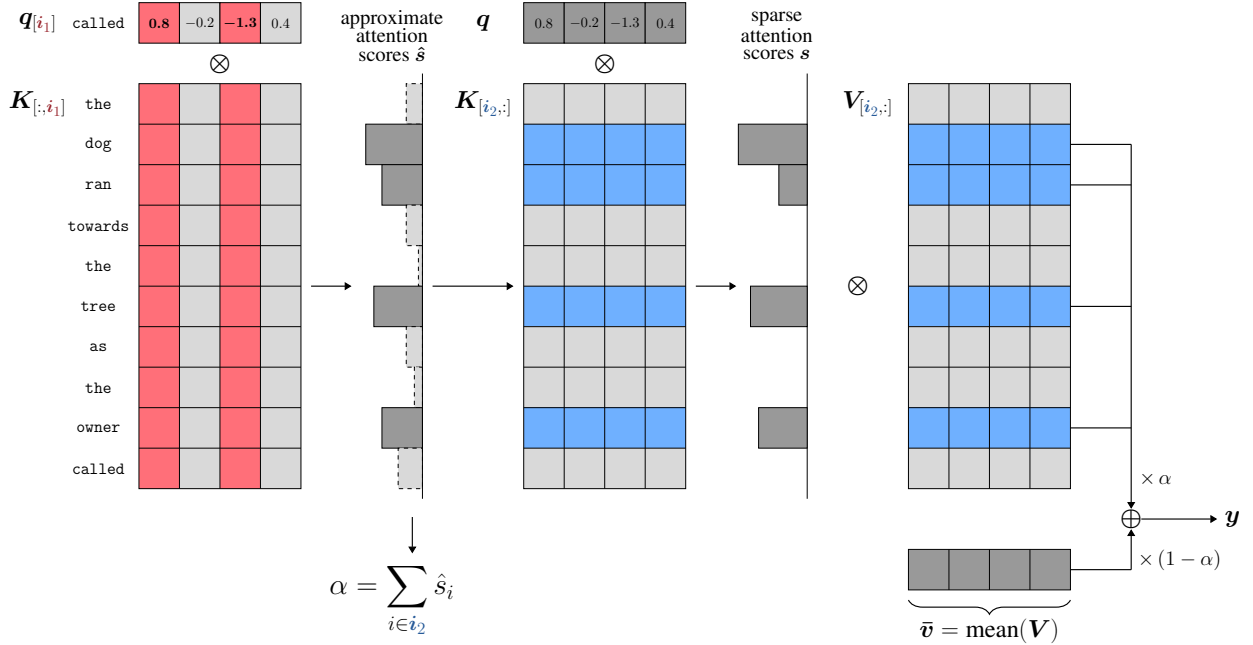 q[i₁] called 0.8 −0.2 −1.3 0.4
approximate
attention
scores ŝ
q 0.8 −0.2 −1.3 0.4
sparse
attention
scores s
⊗
⊗
K[:,i₁]
the
dog
ran
towards
the
tree
as
the
owner
called
K[i₂,:]
V[i₂,:]
⊗
× α
⊕
y
× (1 − α)
α = ∑ ŝᵢ
i∈i₂
v̄ = mean(V)